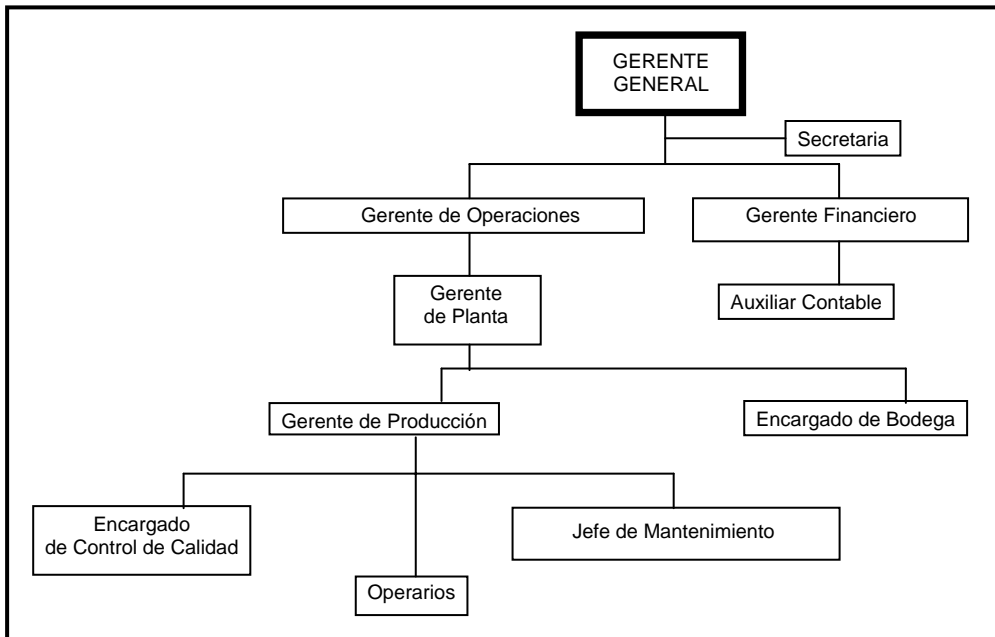 GERENTE
GENERAL
Secretaria
Gerente de Operaciones
Gerente Financiero
Gerente
de Planta
Auxiliar Contable
Gerente de Producción
Encargado de Bodega
Encargado
de Control de Calidad
Jefe de Mantenimiento
Operarios